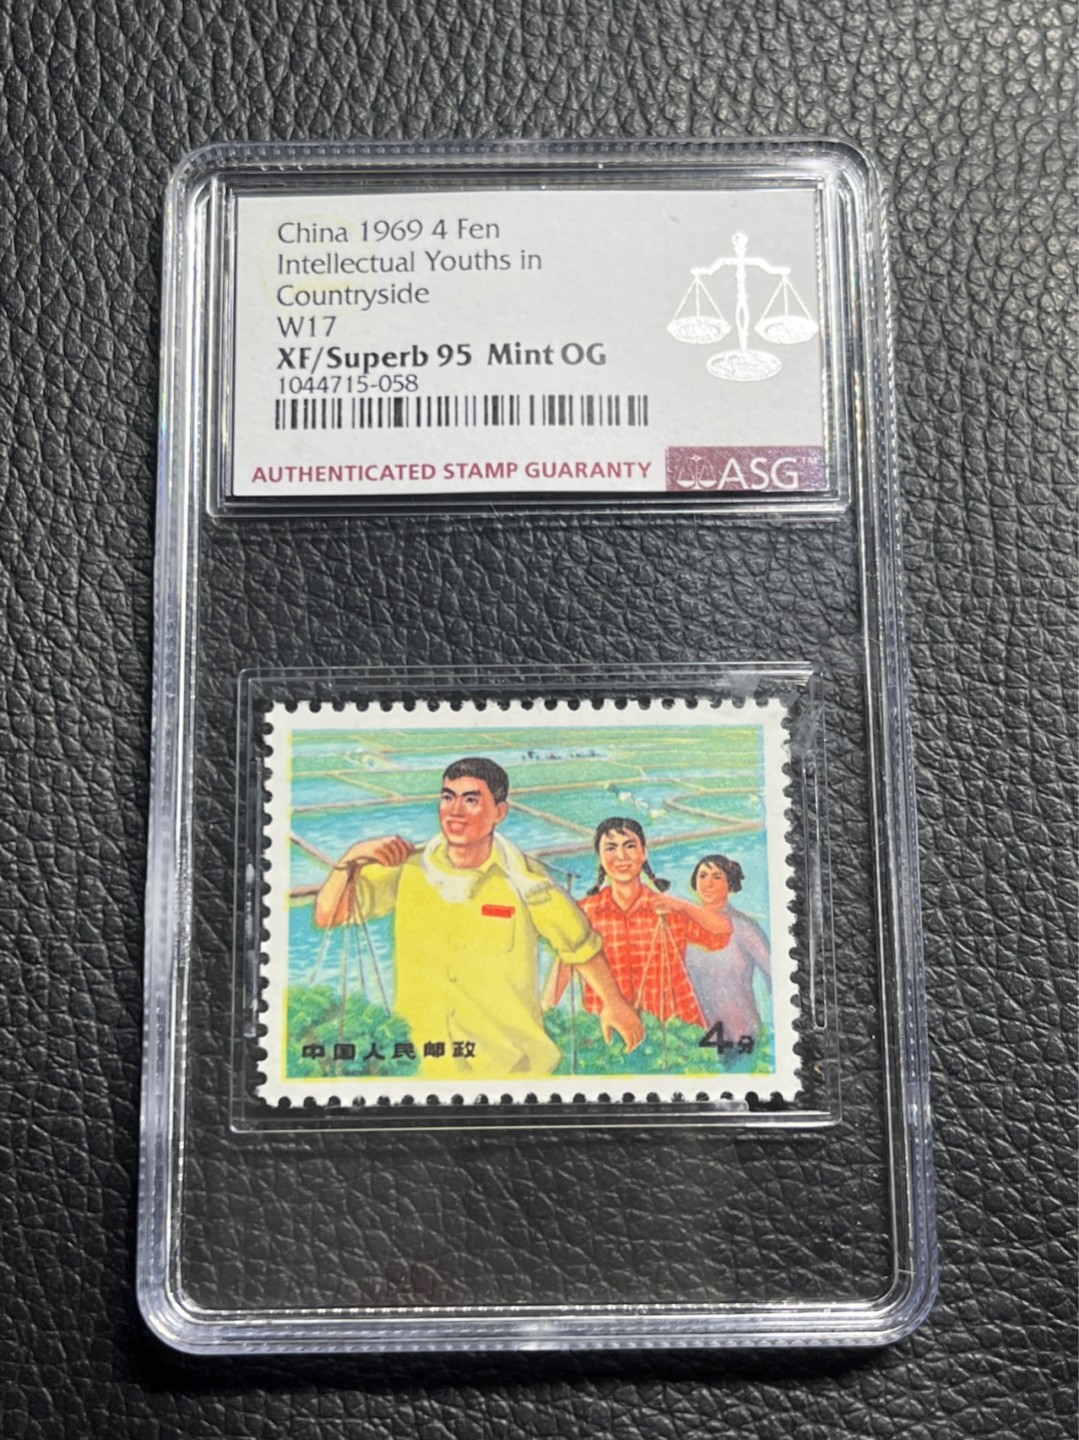 China 1969 4 Fen
Intellectual Youths in
Countryside
W17
XF/Superb 95 Mint OG
1044715-058
AUTHENTICATED STAMP GUARANTY
ASG™
中国人民邮政
4分